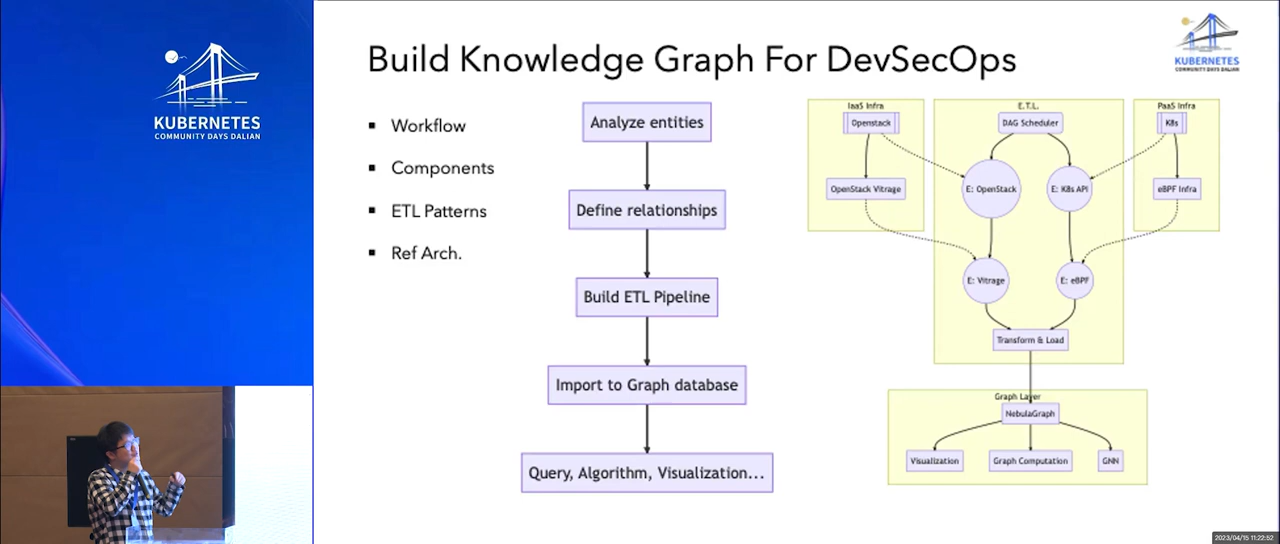 KUBERNETES
COMMUNITY DAYS DALIAN
Build Knowledge Graph For DevSecOps
KUBERNETES
COMMUNITY DAYS DALIAN
Workflow
Components
ETL Patterns
Ref Arch.
Analyze entities
Define relationships
Build ETL Pipeline
Import to Graph database
Query, Algorithm, Visualization...
IaaS Infra
Openstack
OpenStack Vitrage
E.T.L.
DAG Scheduler
E: OpenStack
E: K8s API
E: Vitrage
E: eBPF
Transform & Load
PaaS Infra
K8s
eBPF Infra
Graph Layer
NebulaGraph
Visualization
Graph Computation
GNN
2023/04/15 11:22:52